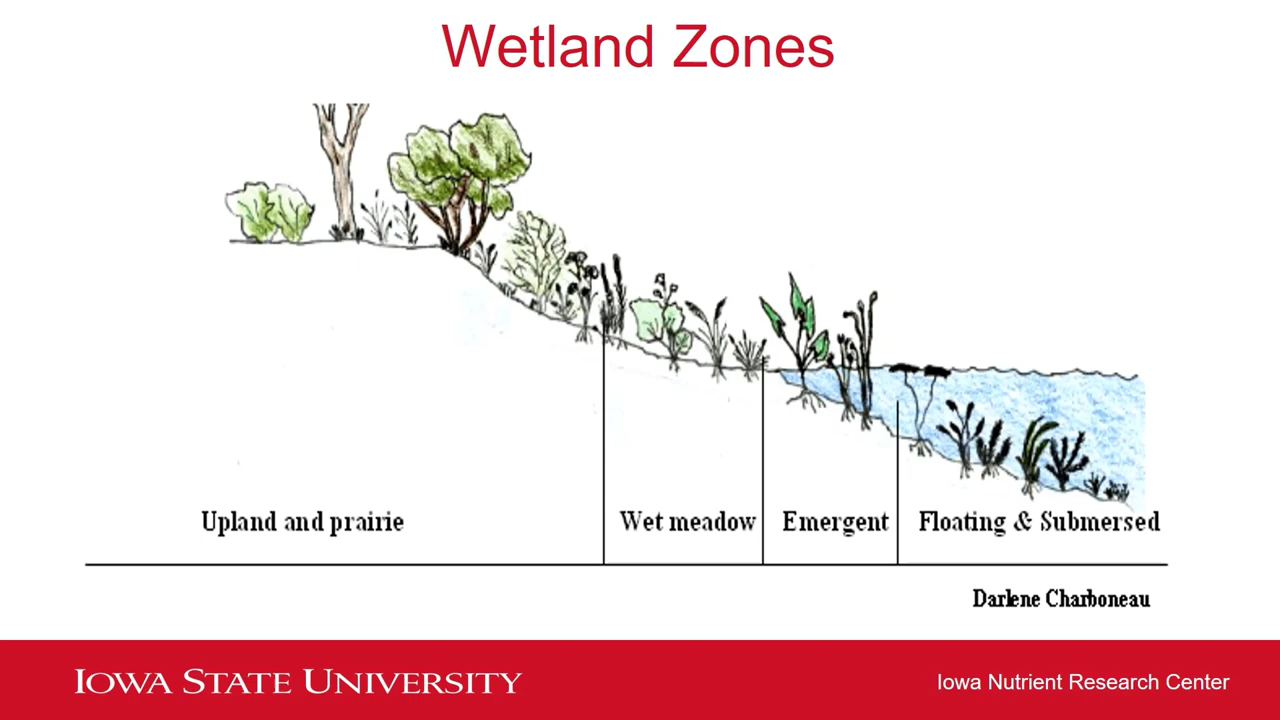 Wetland Zones
Upland and prairie
Wet meadow
Emergent
Floating & Submersed
Darlene Charboneau
IOWA STATE UNIVERSITY
Iowa Nutrient Research Center